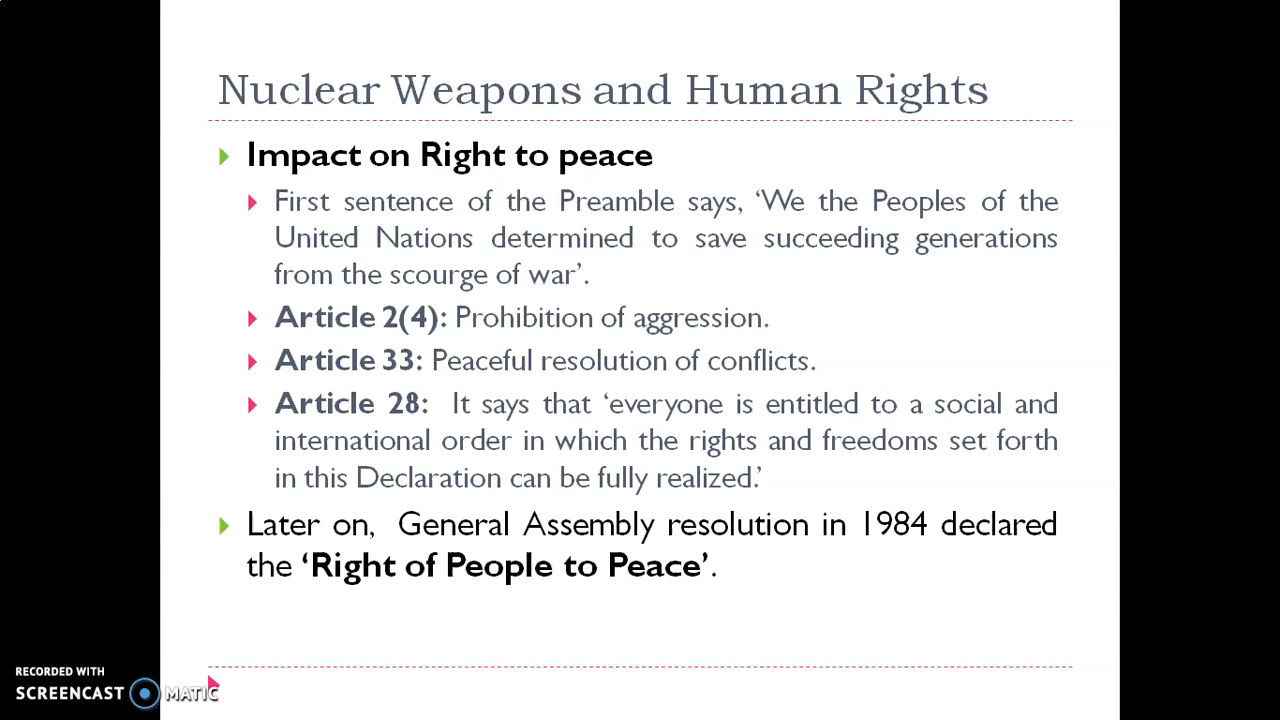 Nuclear Weapons and Human Rights
Impact on Right to peace
First sentence of the Preamble says, ‘We the Peoples of the
United Nations determined to save succeeding generations
from the scourge of war’.
Article 2(4): Prohibition of aggression.
Article 33: Peaceful resolution of conflicts.
Article 28: It says that ‘everyone is entitled to a social and
international order in which the rights and freedoms set forth
in this Declaration can be fully realized.’
Later on, General Assembly resolution in 1984 declared
the ‘Right of People to Peace’.
RECORDED WITH
SCREENCAST MATIC